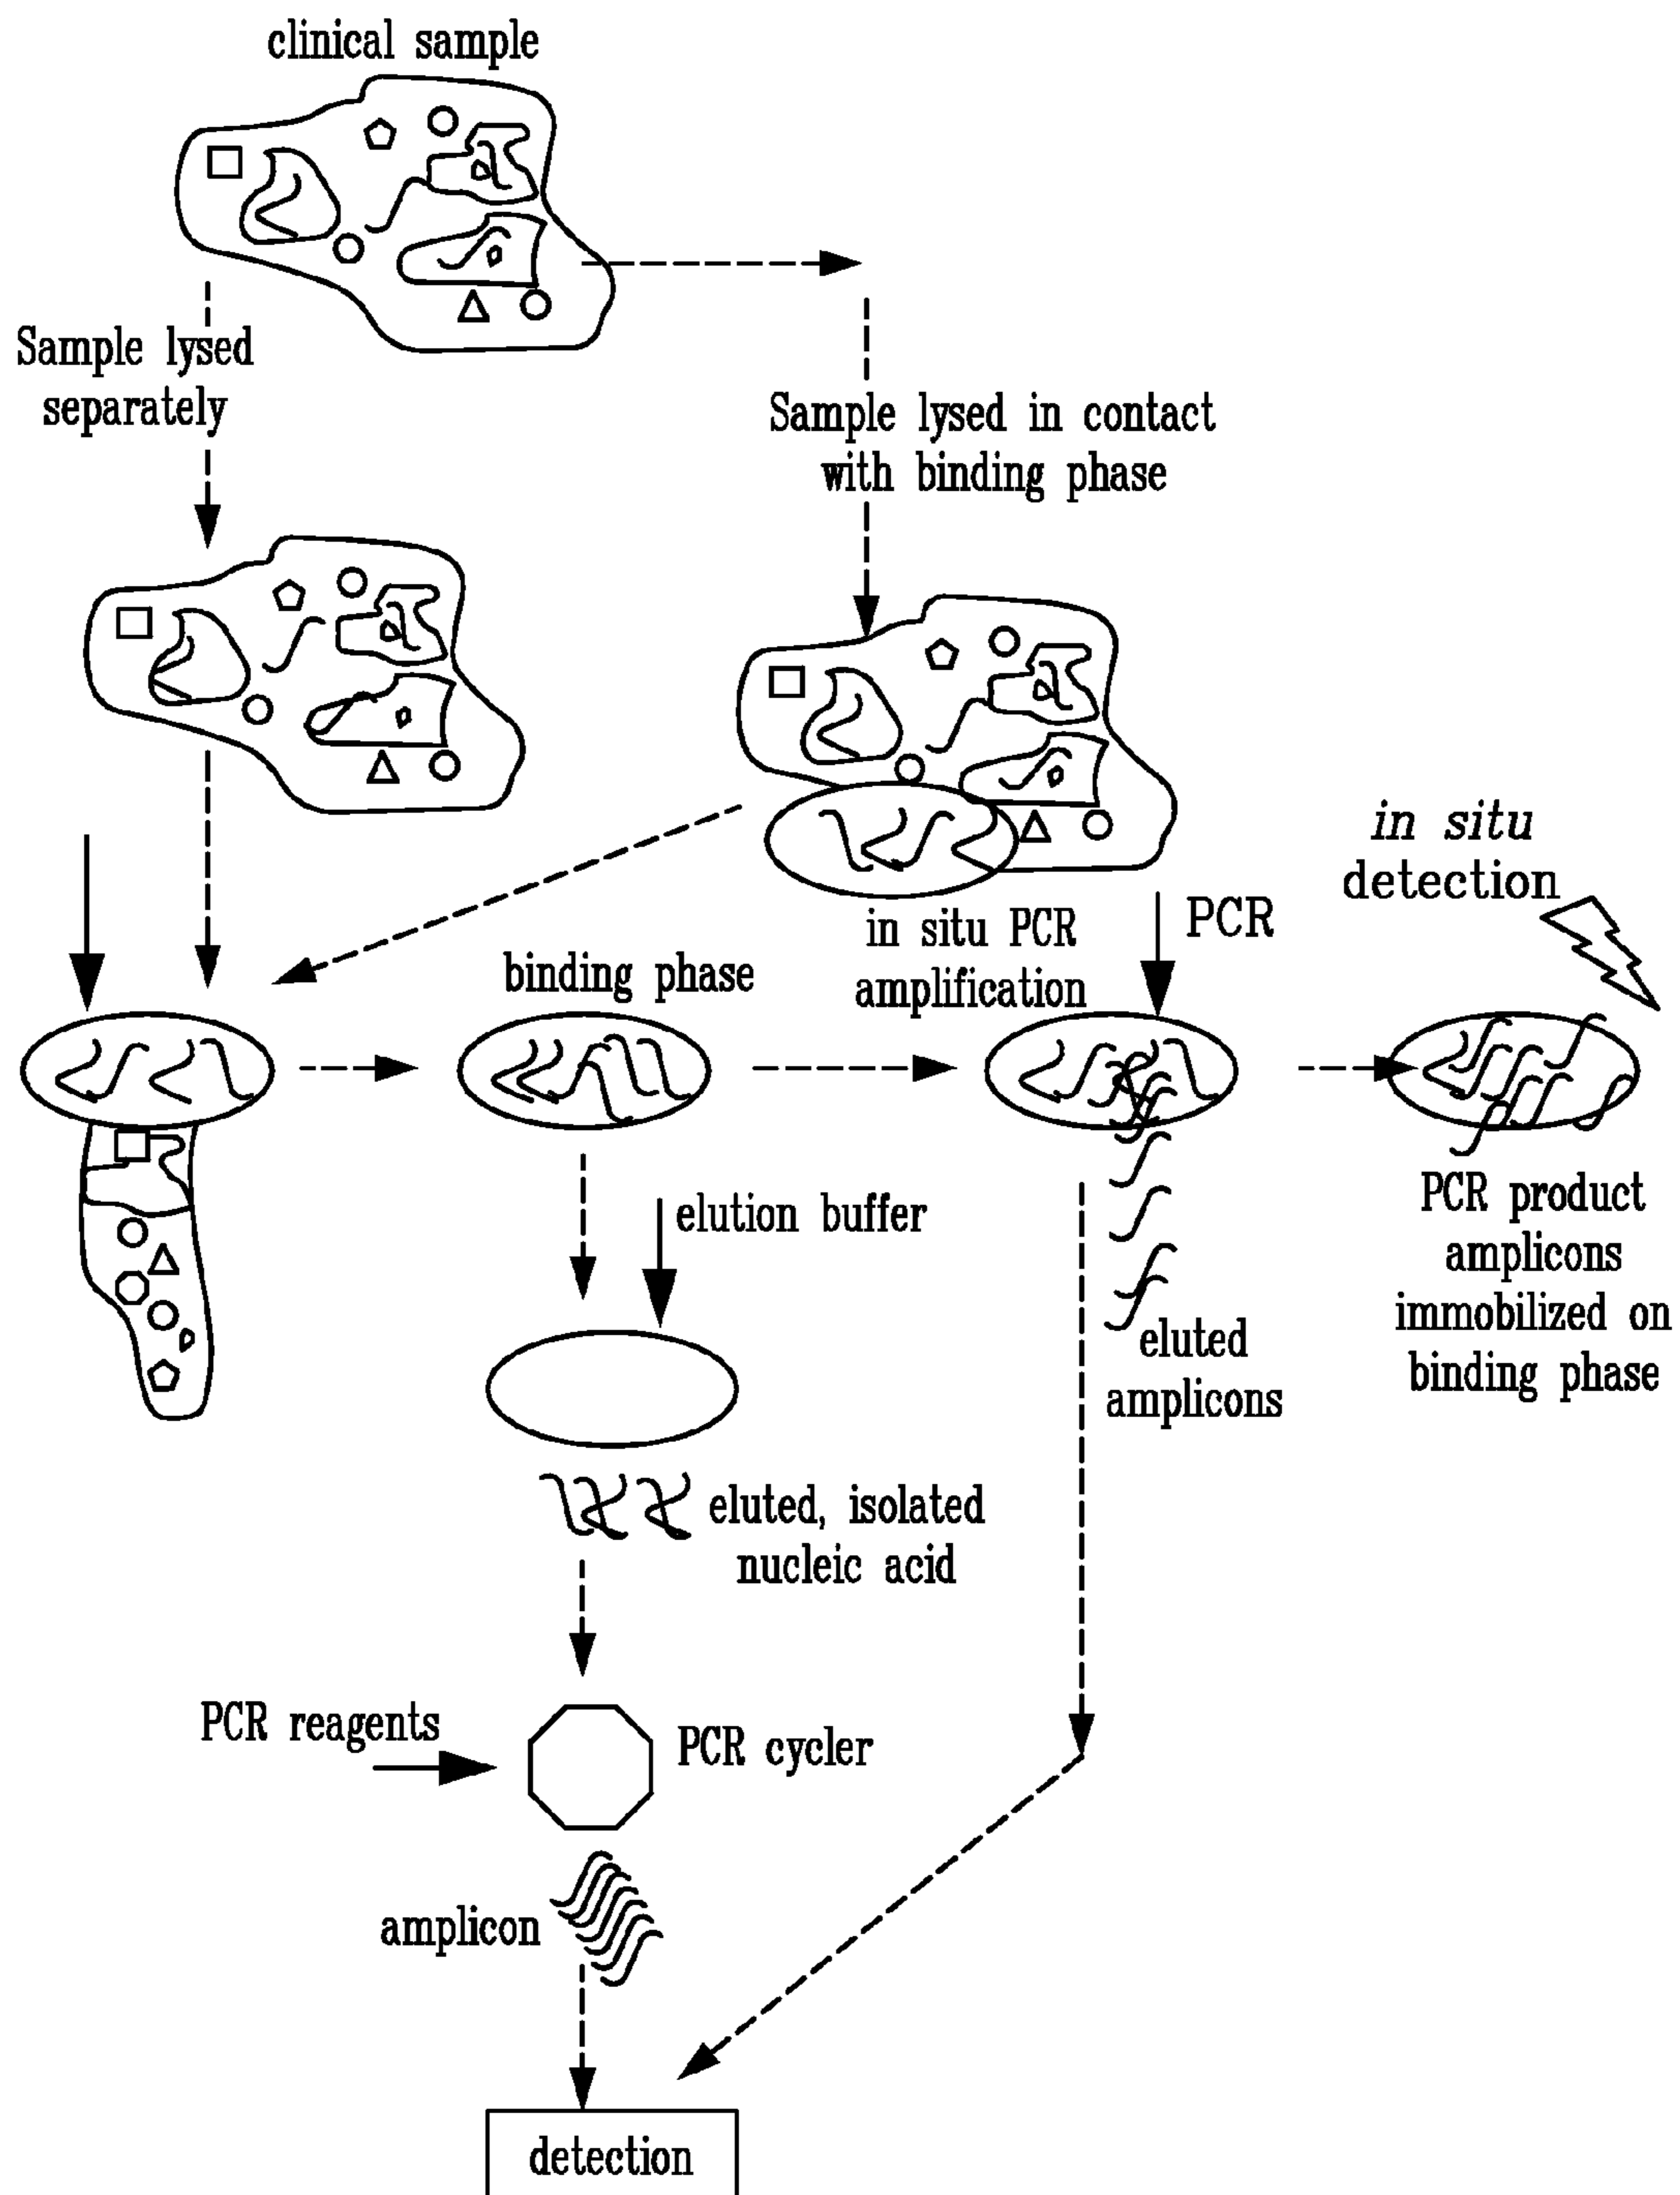 clinical sample
Sample lysed
separately
Sample lysed in contact
with binding phase
in situ
detection
in situ PCR
amplification
PCR
binding phase
elution buffer
PCR product
amplicons
immobilized on
binding phase
eluted
amplicons
eluted, isolated
nucleic acid
PCR reagents
PCR cycler
amplicon
detection